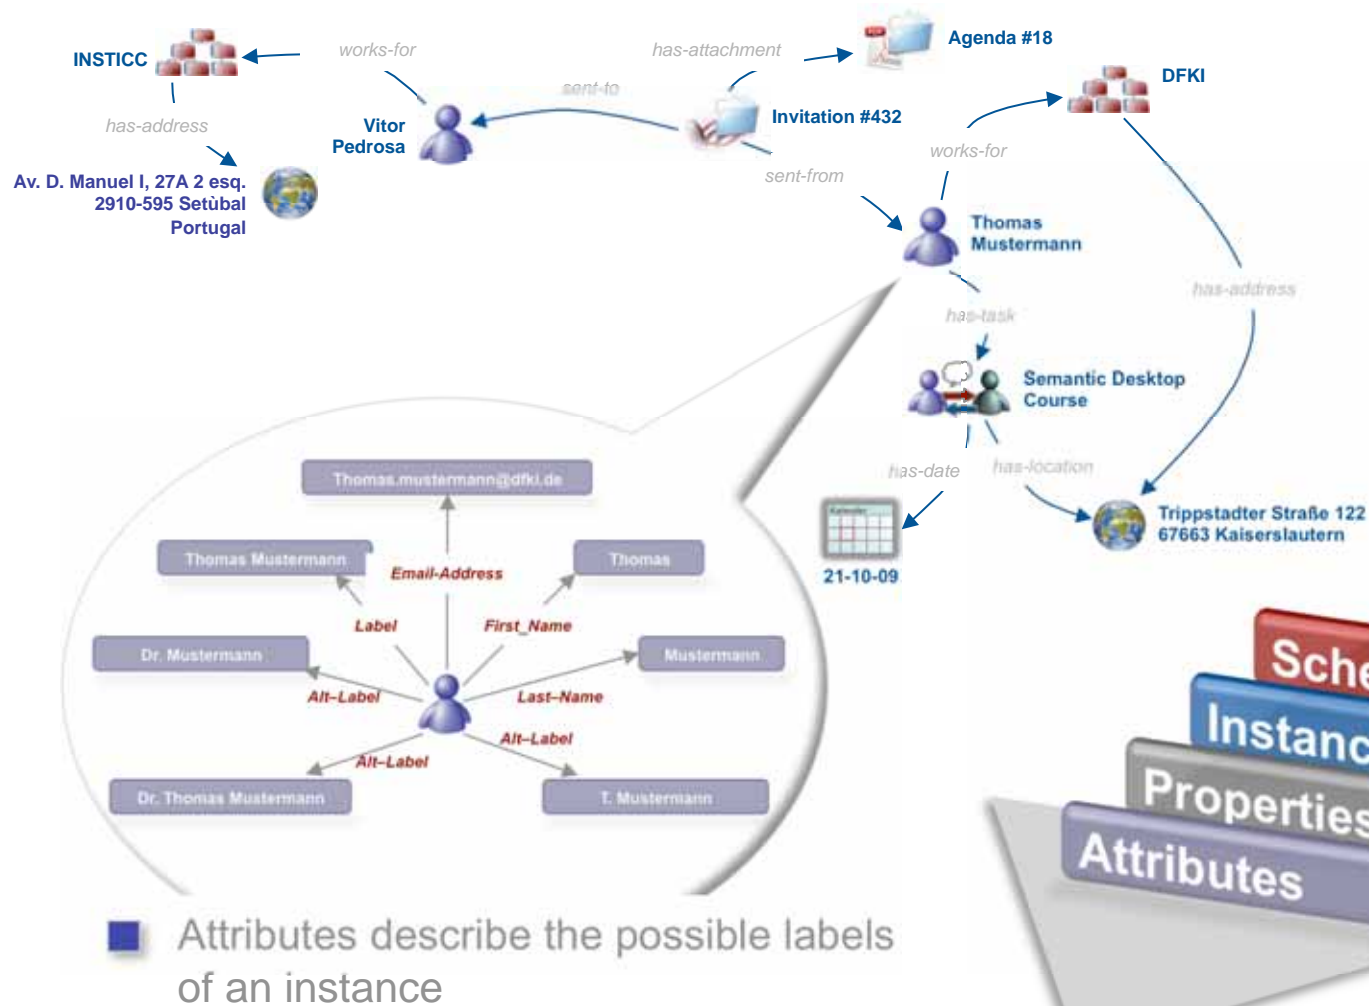 INSTICC
works-for
has-attachment
Agenda #18
DFKI
sent-to
has-address
Vitor
Pedrosa
Invitation #432
works-for
sent-from
Av. D. Manuel I, 27A 2 esq.
2910-595 Setùbal
Portugal
Thomas
Mustermann
has-address
has-task
Semantic Desktop
Course
has-date
has-location
Kalender
Trippstadter Straße 122
67663 Kaiserslautern
21-10-09
Thomas.mustermann@dfki.de
Thomas Mustermann
Email-Address
Thomas
Label
First_Name
Dr. Mustermann
Mustermann
Alt–Label
Last–Name
Alt–Label
Alt–Label
Dr. Thomas Mustermann
T. Mustermann
Sche
Instanc
Properties
Attributes
Attributes describe the possible labels
of an instance